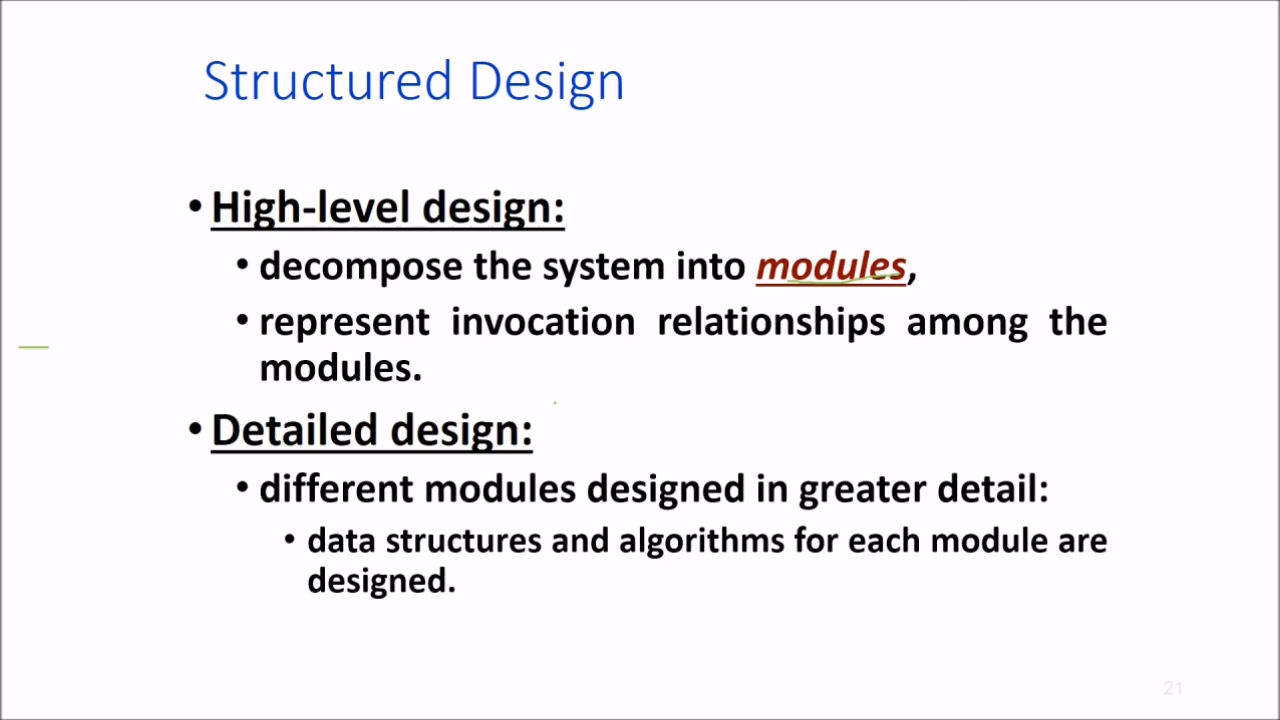 Structured Design
• High-level design:
• decompose the system into modules,
• represent invocation relationships among the
modules.
• Detailed design:
• different modules designed in greater detail:
• data structures and algorithms for each module are
designed.
21